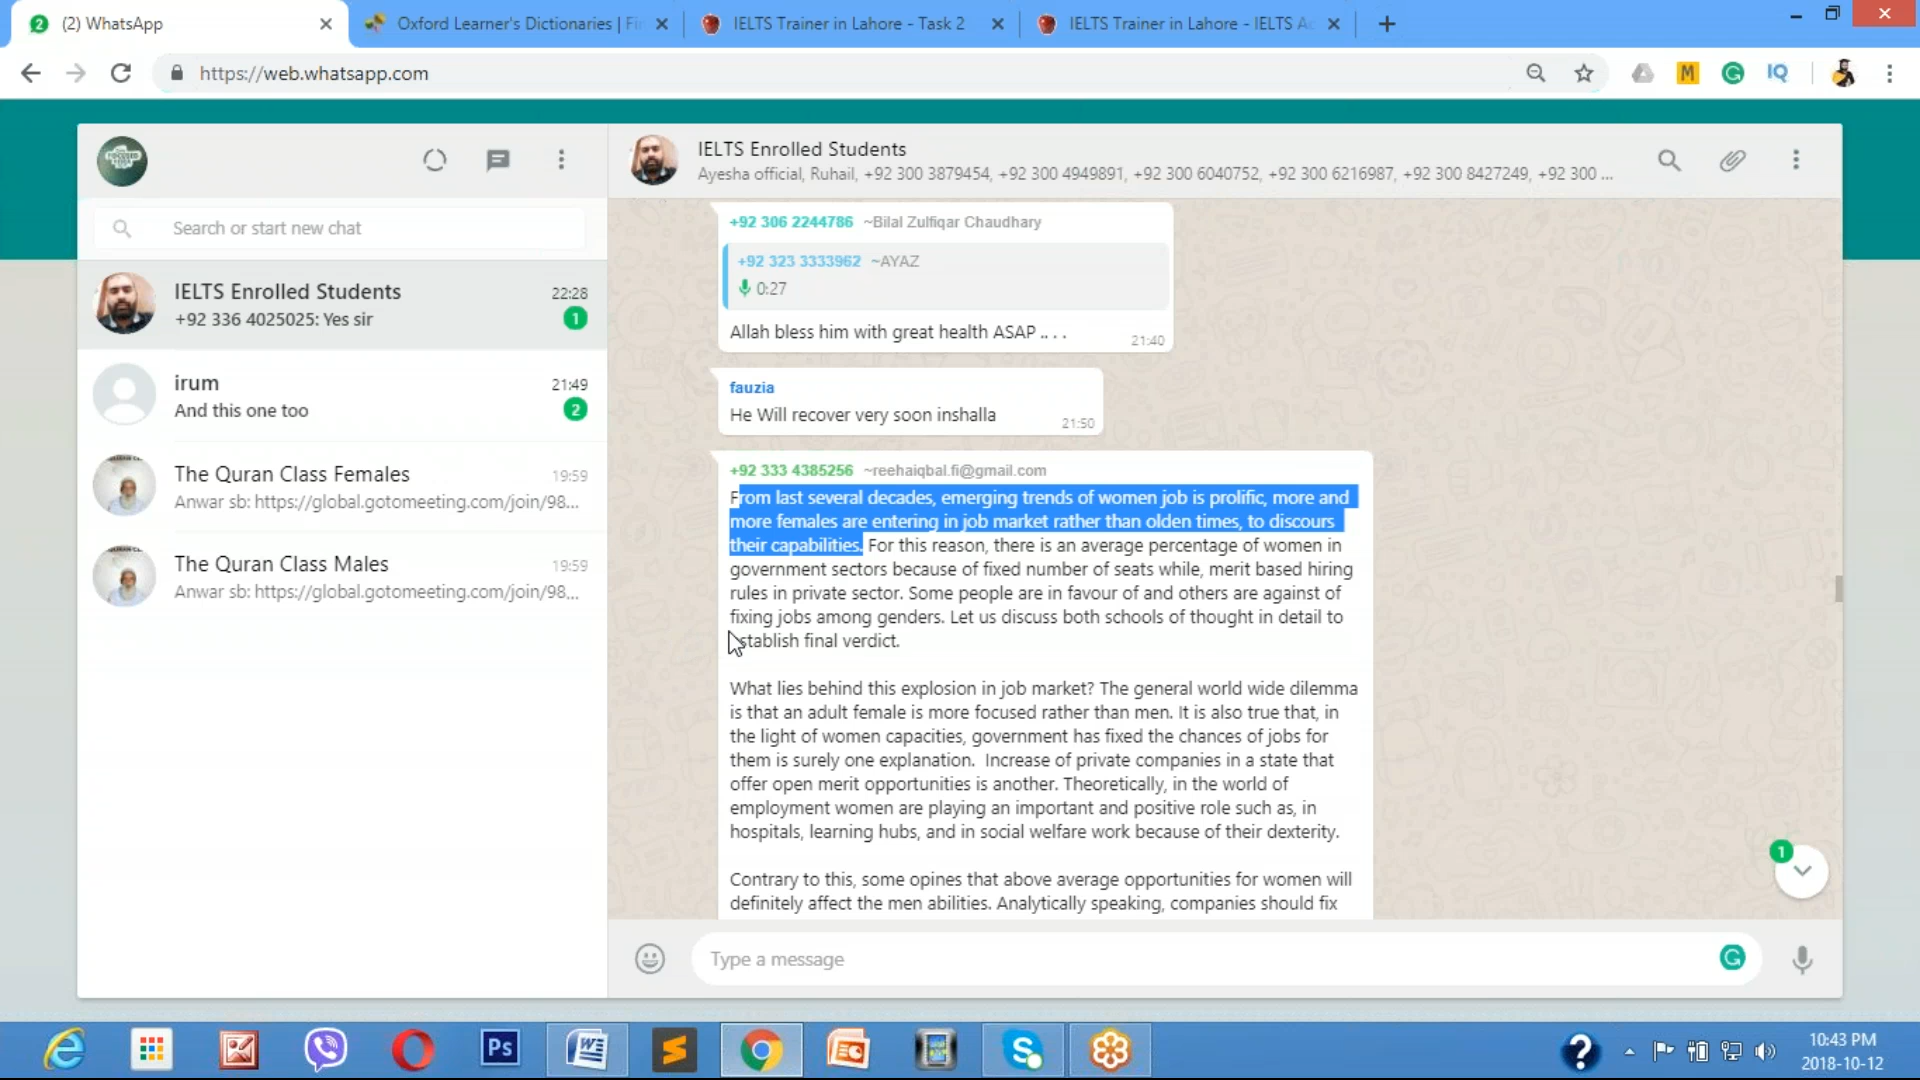 (2) WhatsApp
Oxford Learner's Dictionaries | Fi
IELTS Trainer in Lahore - Task 2
IELTS Trainer in Lahore - IELTS A
https://web.whatsapp.com
M
G
IQ
IELTS Enrolled Students
Ayesha official, Ruhail, +92 300 3879454, +92 300 4949891, +92 300 6040752, +92 300 6216987, +92 300 8427249, +92 300 ...
Search or start new chat
IELTS Enrolled Students 22:28
+92 336 4025025: Yes sir 1
irum 21:49
And this one too 2
The Quran Class Females 19:59
Anwar sb: https://global.gotomeeting.com/join/98...
The Quran Class Males 19:59
Anwar sb: https://global.gotomeeting.com/join/98...
+92 306 2244786 ~Bilal Zulfiqar Chaudhary
+92 323 3333962 ~AYAZ
0:27
Allah bless him with great health ASAP .. . .
21:40
fauzia
He Will recover very soon inshalla
21:50
+92 333 4385256 ~reehaiqbal.fi@gmail.com
From last several decades, emerging trends of women job is prolific, more and
more females are entering in job market rather than olden times, to discours
their capabilities. For this reason, there is an average percentage of women in
government sectors because of fixed number of seats while, merit based hiring
rules in private sector. Some people are in favour of and others are against of
fixing jobs among genders. Let us discuss both schools of thought in detail to
establish final verdict.
What lies behind this explosion in job market? The general world wide dilemma
is that an adult female is more focused rather than men. It is also true that, in
the light of women capacities, government has fixed the chances of jobs for
them is surely one explanation.  Increase of private companies in a state that
offer open merit opportunities is another. Theoretically, in the world of
employment women are playing an important and positive role such as, in
hospitals, learning hubs, and in social welfare work because of their dexterity.
Contrary to this, some opines that above average opportunities for women will
definitely affect the men abilities. Analytically speaking, companies should fix
1
Type a message
G
Ps
10:43 PM
2018-10-12